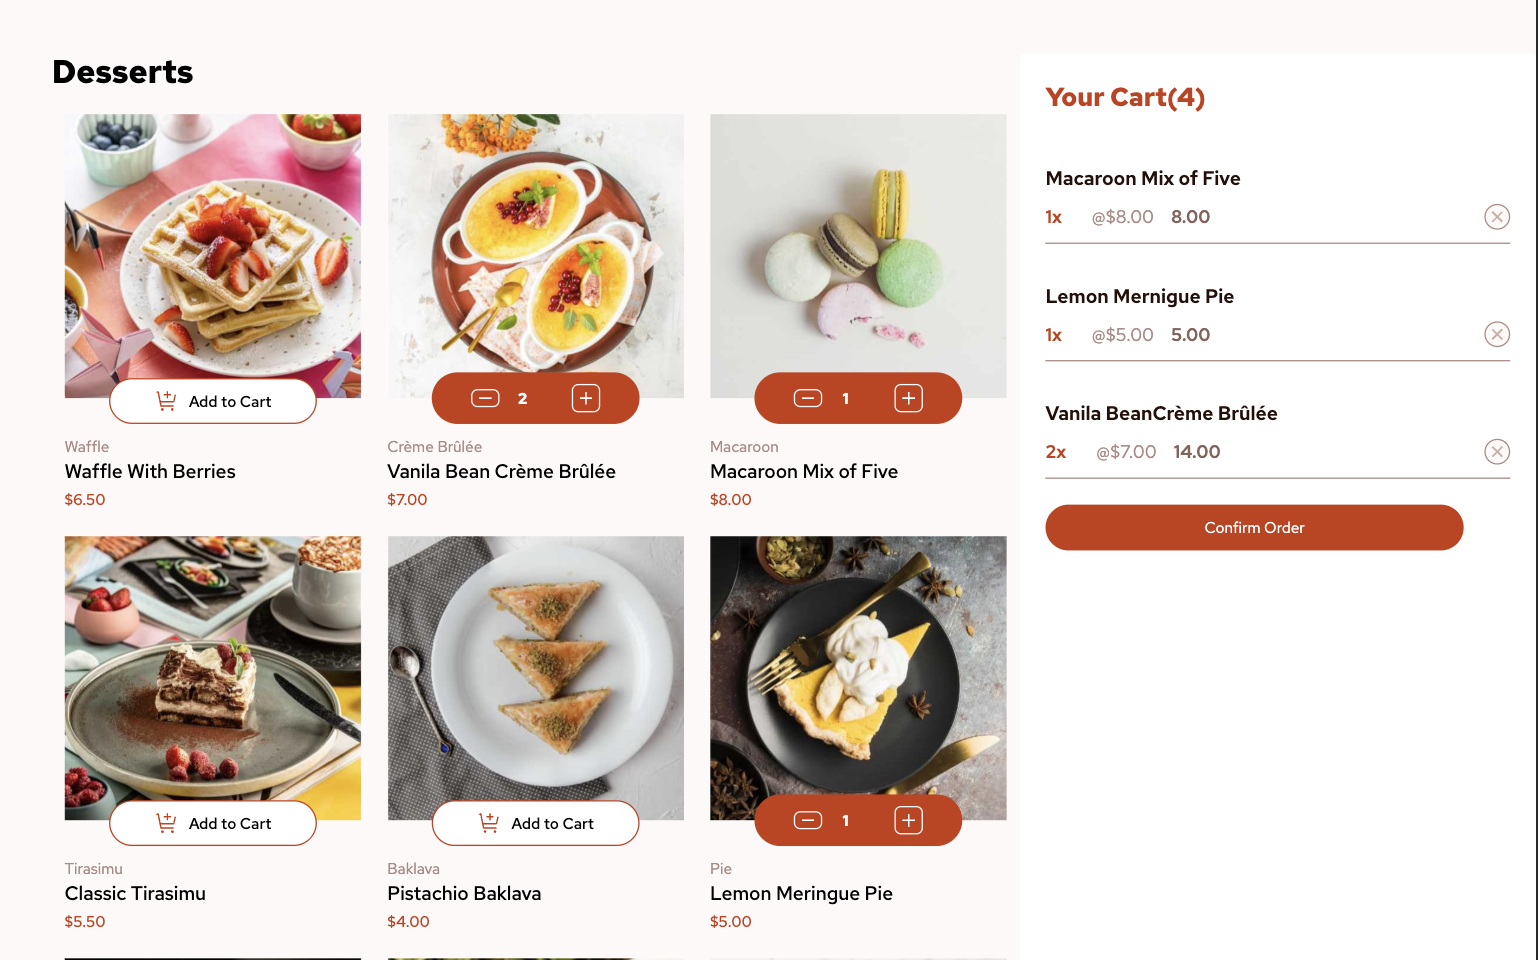 Desserts
Add to Cart
Waffle
Waffle With Berries
$6.50
2
Crème Brûlée
Vanila Bean Crème Brûlée
$7.00
1
Macaroon
Macaroon Mix of Five
$8.00
Add to Cart
Tirasimu
Classic Tirasimu
$5.50
Add to Cart
Baklava
Pistachio Baklava
$4.00
1
Pie
Lemon Meringue Pie
$5.00
Your Cart(4)
Macaroon Mix of Five
1x @$8.00 8.00
Lemon Mernigue Pie
1x @$5.00 5.00
Vanila BeanCrème Brûlée
2x @$7.00 14.00
Confirm Order